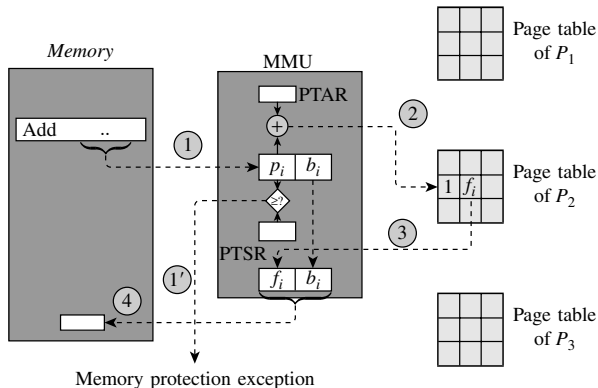 Memory
MMU
Page table
of P₁
PTAR
Add ..
1
+
2
pᵢ bᵢ
1 fᵢ
Page table
of P₂
≥?
3
PTSR
1′
fᵢ bᵢ
4
Page table
of P₃
Memory protection exception